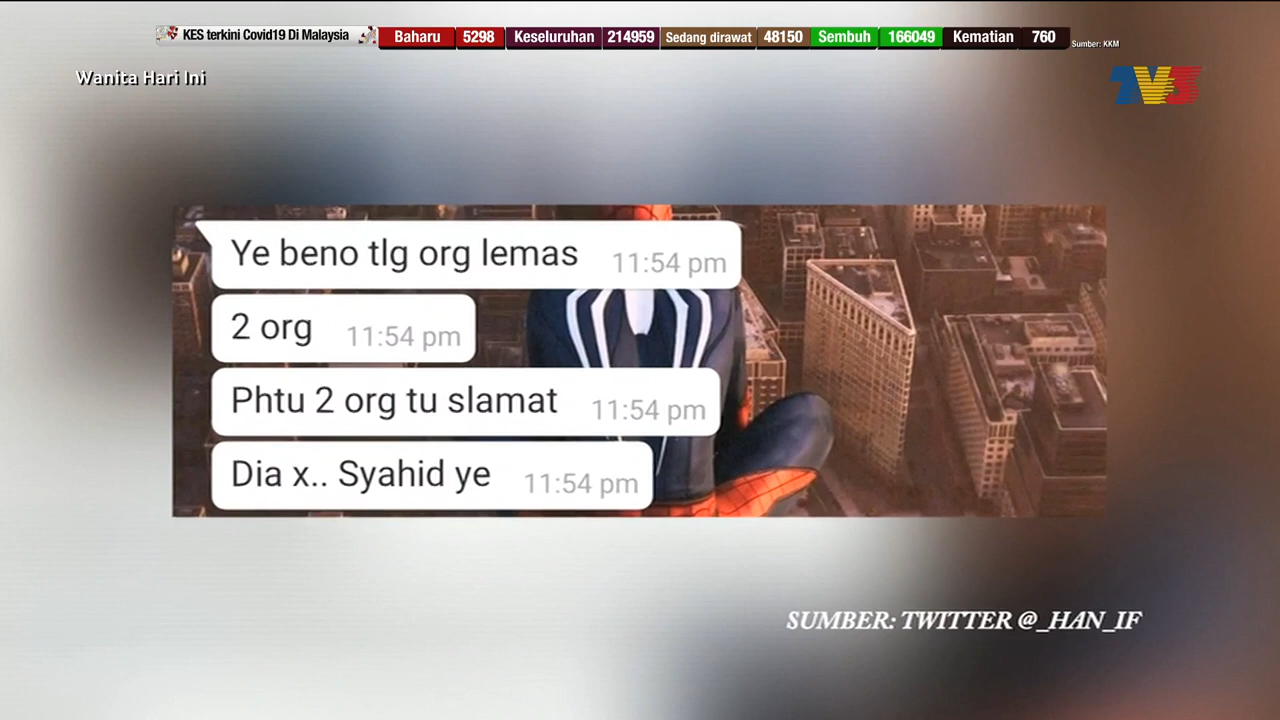 KES terkini Covid19 Di Malaysia Baharu 5298 Keseluruhan 214959 Sedang dirawat 48150 Sembuh 166049 Kematian 760 Sumber: KKM
Wanita Hari Ini
TV3
Ye beno tlg org lemas 11:54 pm
2 org 11:54 pm
Phtu 2 org tu slamat 11:54 pm
Dia x.. Syahid ye 11:54 pm
SUMBER: TWITTER @_HAN_IF